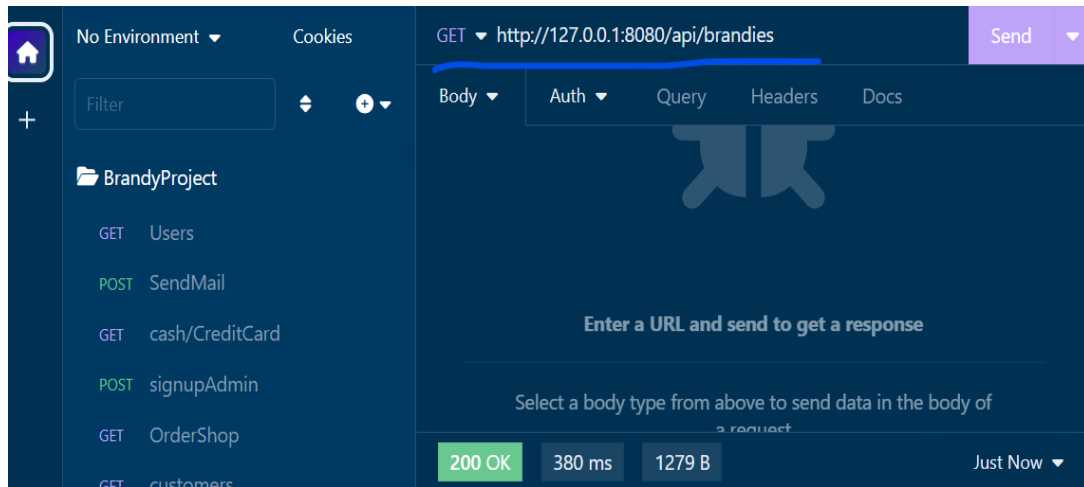 No Environment Cookies
GET http://127.0.0.1:8080/api/brandies Send
Filter
Body Auth Query Headers Docs
BrandyProject
GET Users
POST SendMail
GET cash/CreditCard
POST signupAdmin
GET OrderShop
GET customers
Enter a URL and send to get a response
Select a body type from above to send data in the body of
a request
200 OK 380 ms 1279 B Just Now